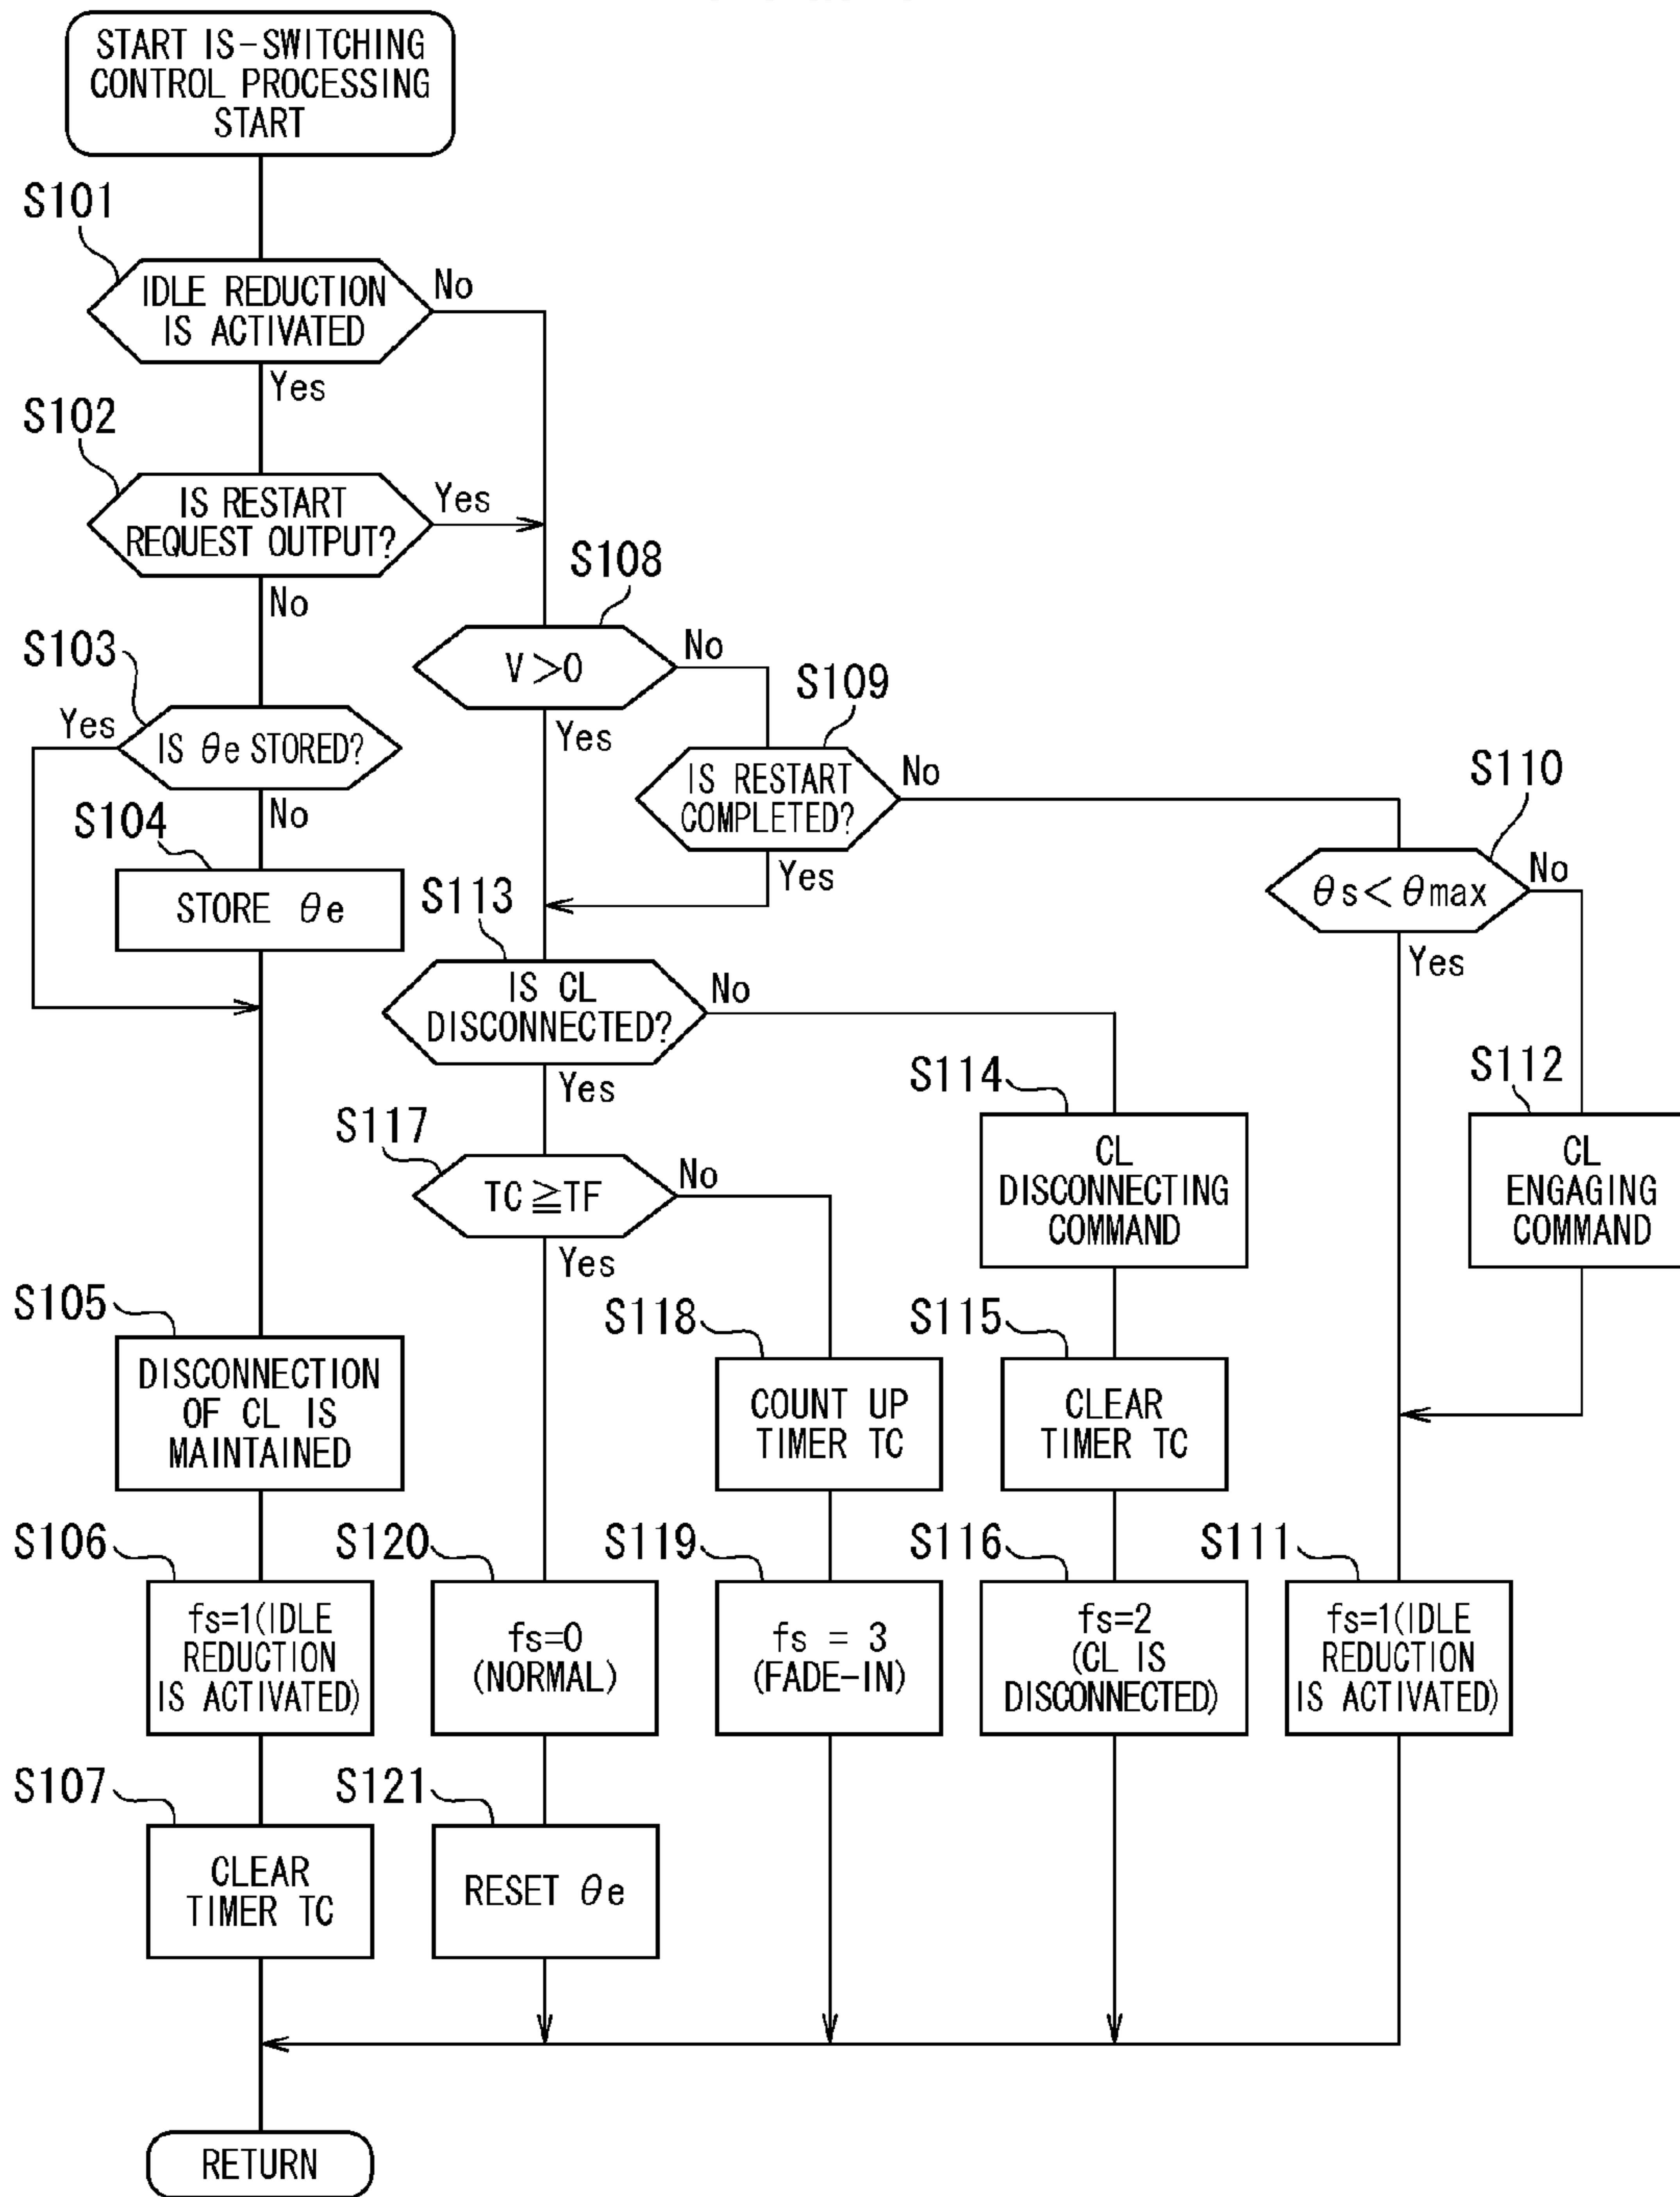 START IS-SWITCHING
CONTROL PROCESSING
START
S101
IDLE REDUCTION
IS ACTIVATED
No
Yes
S102
IS RESTART
REQUEST OUTPUT?
Yes
No
S108
V>0
No
Yes
S103
Yes
IS θe STORED?
No
S109
IS RESTART
COMPLETED?
No
Yes
S110
θs<θmax
No
Yes
S104
STORE θe
S113
IS CL
DISCONNECTED?
No
Yes
S114
CL
DISCONNECTING
COMMAND
S112
CL
ENGAGING
COMMAND
S117
TC≧TF
No
Yes
S105
DISCONNECTION
OF CL IS
MAINTAINED
S118
COUNT UP
TIMER TC
S115
CLEAR
TIMER TC
S106
fs=1(IDLE
REDUCTION
IS ACTIVATED)
S120
fs=0
(NORMAL)
S119
fs = 3
(FADE-IN)
S116
fs=2
(CL IS
DISCONNECTED)
S111
fs=1(IDLE
REDUCTION
IS ACTIVATED)
S107
CLEAR
TIMER TC
S121
RESET θe
RETURN